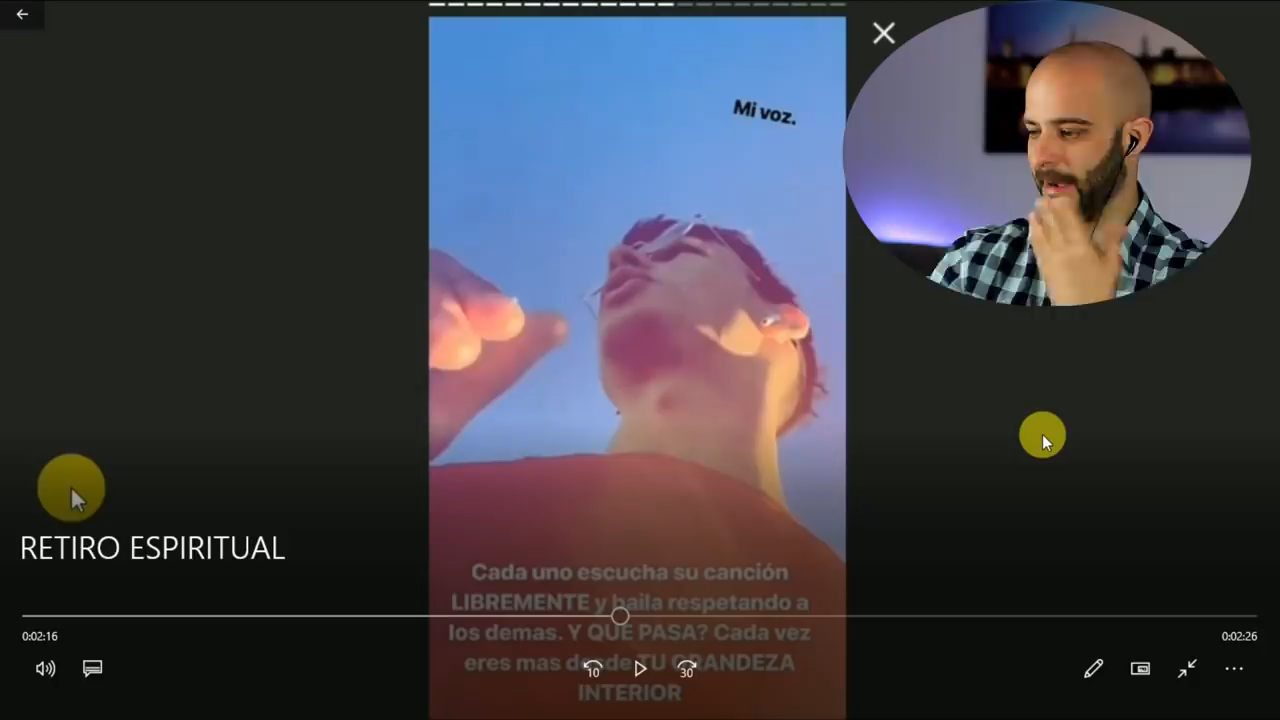 Mi voz.
RETIRO ESPIRITUAL
Cada uno escucha su canción
LIBREMENTE y baila respetando a
los demas. Y QUE PASA? Cada vez
eres mas desde TU GRANDEZA
INTERIOR
0:02:16
0:02:26
10
30